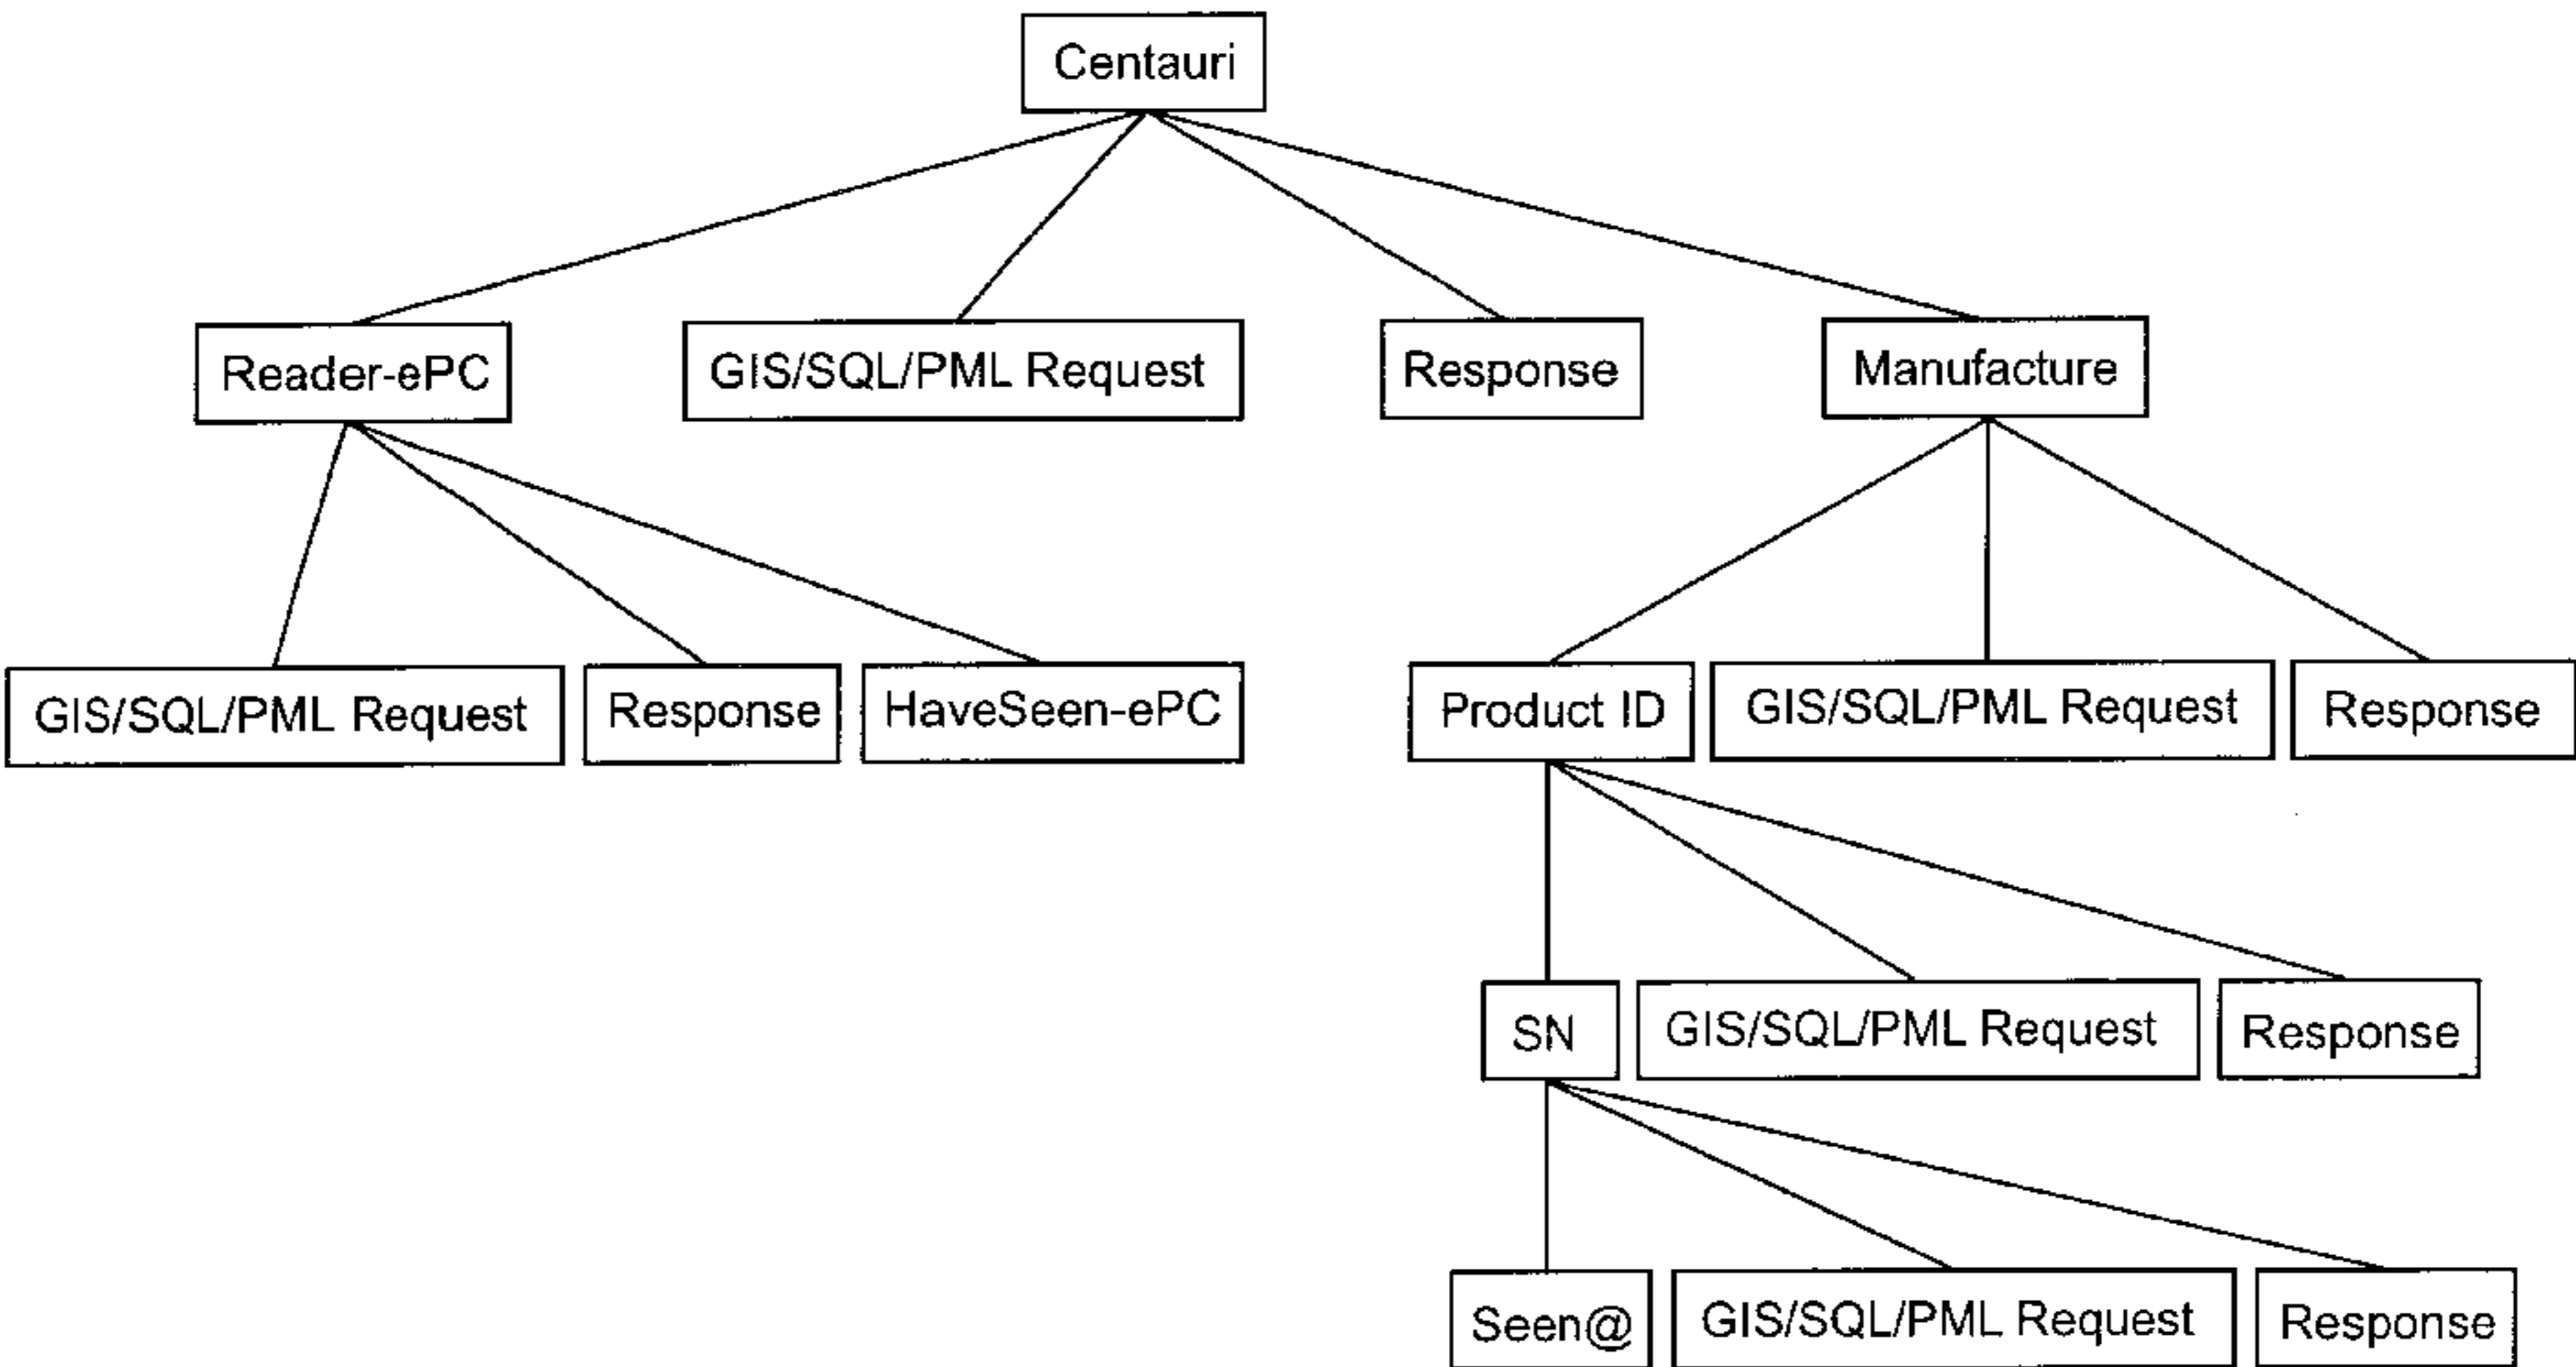 Centauri
Reader-ePC
GIS/SQL/PML Request
Response
Manufacture
GIS/SQL/PML Request
Response
HaveSeen-ePC
Product ID
GIS/SQL/PML Request
Response
SN
GIS/SQL/PML Request
Response
Seen@
GIS/SQL/PML Request
Response